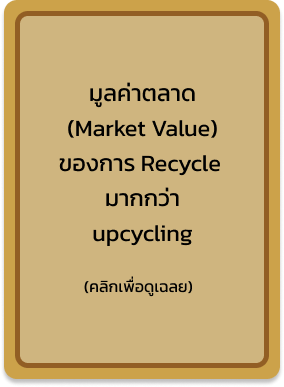 มูลค่าตลาด
(Market Value)
ของการ Recycle
มากกว่า
upcycling
(คลิกเพื่อดูเฉลย)